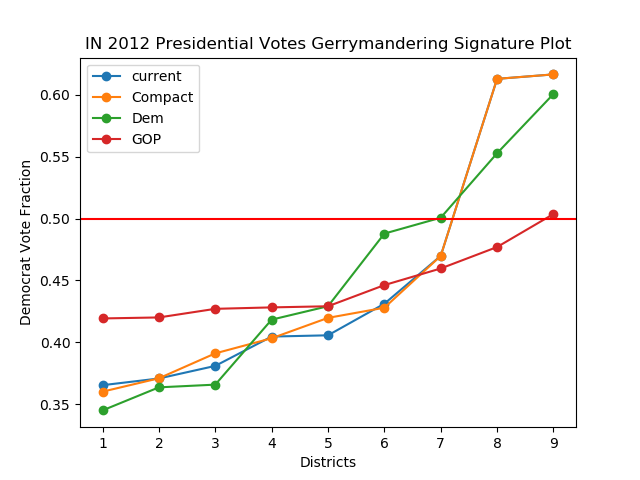 IN 2012 Presidential Votes Gerrymandering Signature Plot
current
Compact
Dem
GOP
0.60
0.55
0.50
0.45
0.40
0.35
Democrat Vote Fraction
1 2 3 4 5 6 7 8 9
Districts